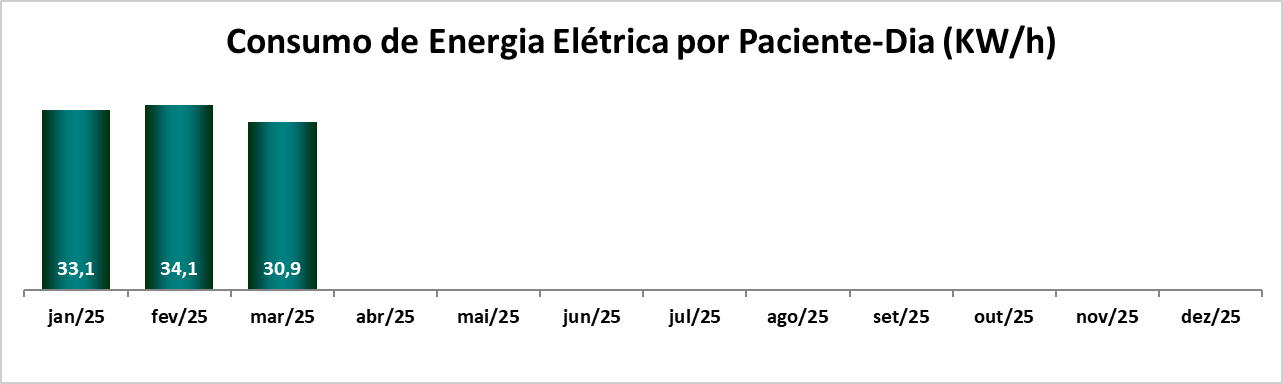 Consumo de Energia Elétrica por Paciente-Dia (KW/h)
33,1 34,1 30,9
jan/25 fev/25 mar/25 abr/25 mai/25 jun/25 jul/25 ago/25 set/25 out/25 nov/25 dez/25